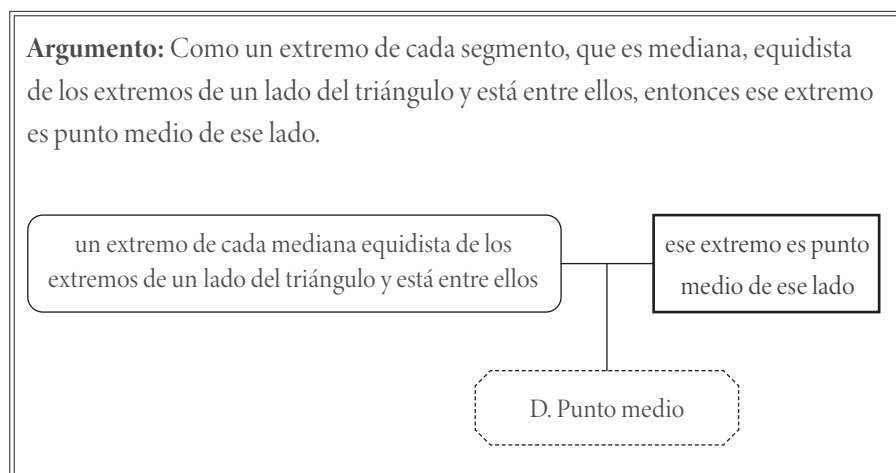 Argumento: Como un extremo de cada segmento, que es mediana, equidista
de los extremos de un lado del triángulo y está entre ellos, entonces ese extremo
es punto medio de ese lado.
un extremo de cada mediana equidista de los
extremos de un lado del triángulo y está entre ellos
ese extremo es punto
medio de ese lado
D. Punto medio